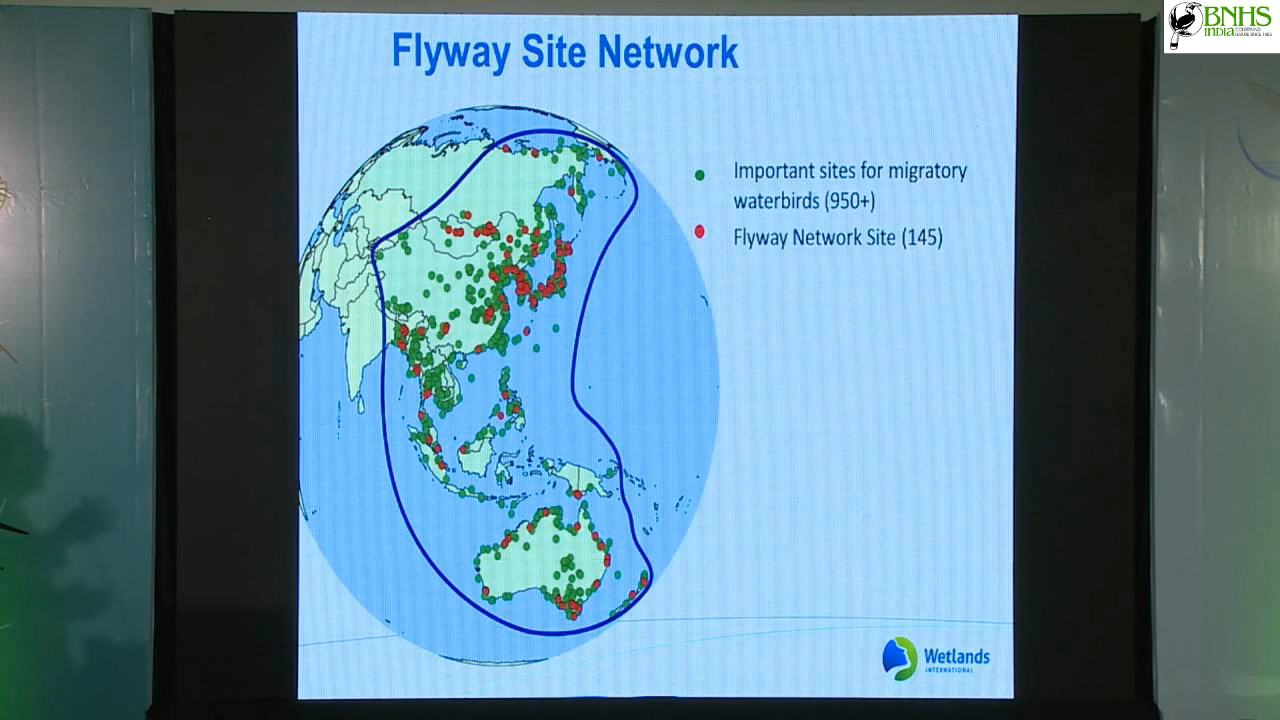 BNHS
INDIA
Flyway Site Network
Important sites for migratory
waterbirds (950+)
Flyway Network Site (145)
Wetlands
INTERNATIONAL